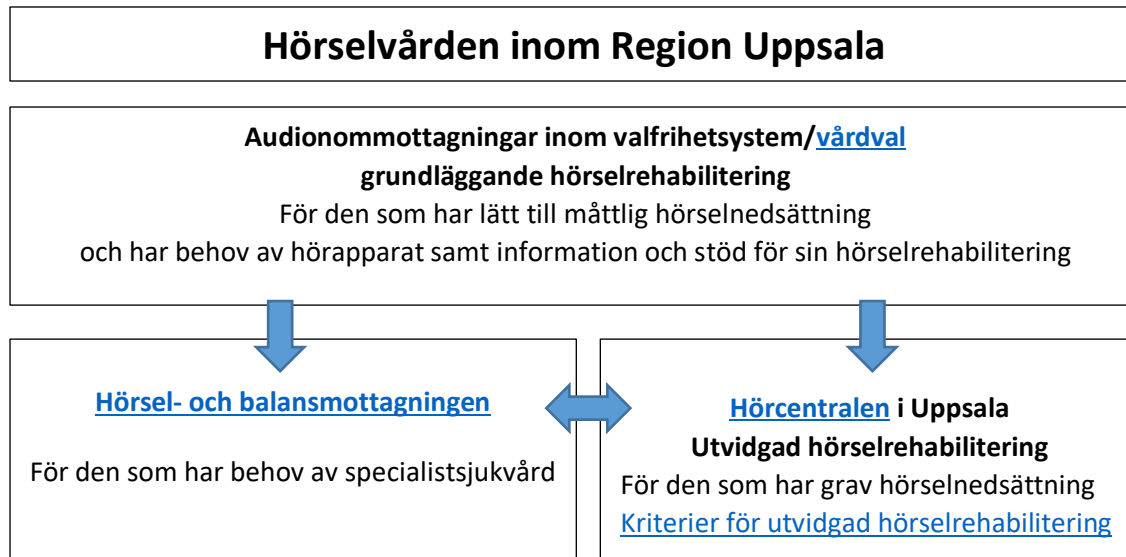 Hörselvården inom Region Uppsala
Audionommottagningar inom valfrihetsystem/vårdval
grundläggande hörselrehabilitering
För den som har lätt till måttlig hörselnedsättning
och har behov av hörapparat samt information och stöd för sin hörselrehabilitering
Hörsel- och balansmottagningen
För den som har behov av specialistsjukvård
Hörcentralen i Uppsala
Utvidgad hörselrehabilitering
För den som har grav hörselnedsättning
Kriterier för utvidgad hörselrehabilitering